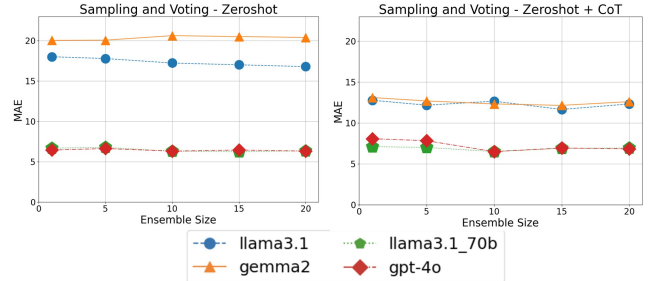 Sampling and Voting - Zeroshot
20
15
10
5
0
MAE
0 5 10 15 20
Ensemble Size
Sampling and Voting - Zeroshot + CoT
20
15
10
5
0
MAE
0 5 10 15 20
Ensemble Size
llama3.1
gemma2
llama3.1_70b
gpt-4o